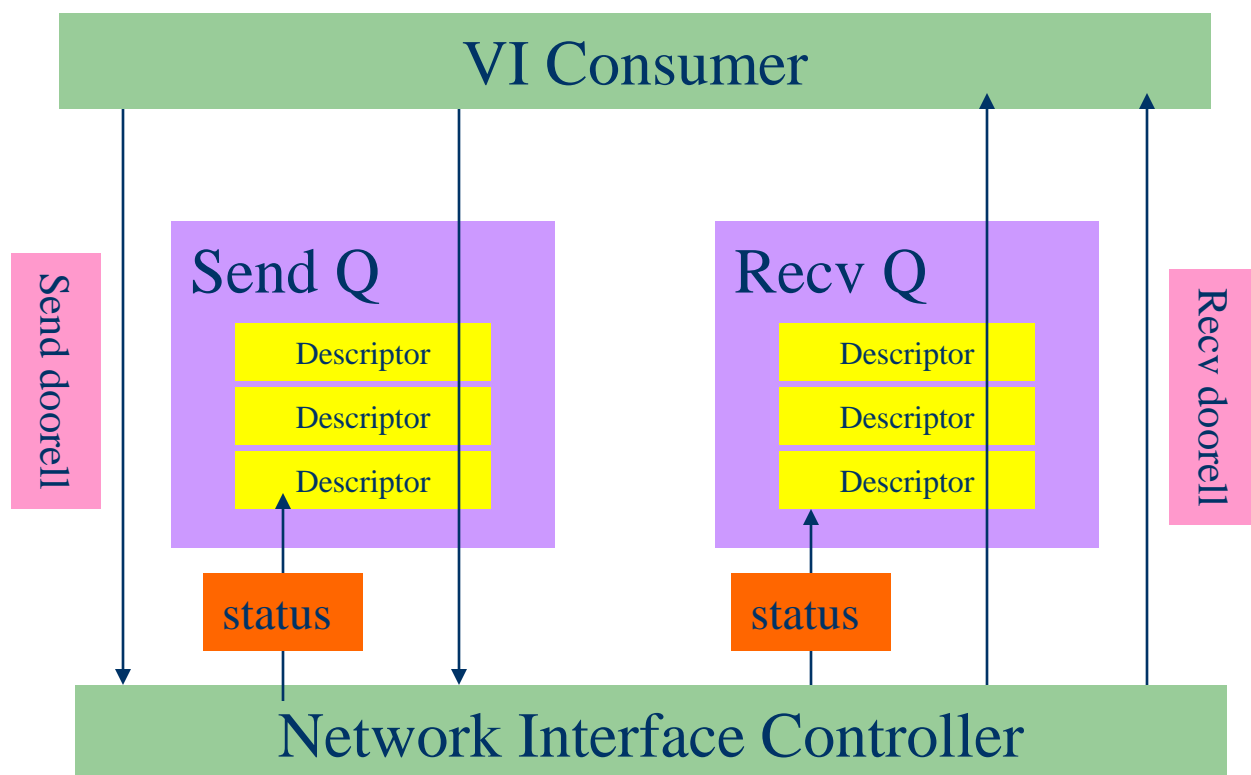 VI Consumer
Send doorell
Send Q
Descriptor
Descriptor
Descriptor
status
Recv Q
Descriptor
Descriptor
Descriptor
status
Recv doorell
Network Interface Controller